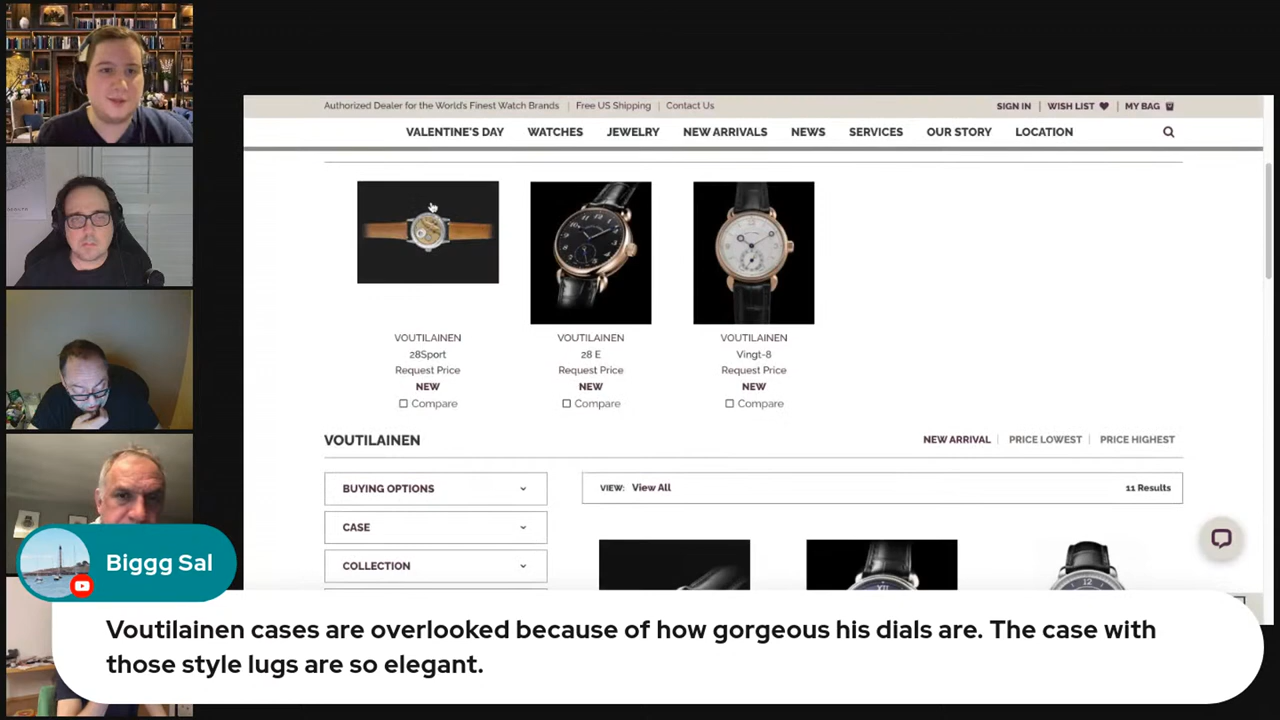 Authorized Dealer for the World's Finest Watch Brands | Free US Shipping | Contact Us
SIGN IN | WISH LIST | MY BAG
VALENTINE'S DAY WATCHES JEWELRY NEW ARRIVALS NEWS SERVICES OUR STORY LOCATION
VOUTILAINEN
28Sport
Request Price
NEW
Compare
VOUTILAINEN
28 E
Request Price
NEW
Compare
VOUTILAINEN
Vingt-8
Request Price
NEW
Compare
VOUTILAINEN
NEW ARRIVAL | PRICE LOWEST | PRICE HIGHEST
BUYING OPTIONS
CASE
COLLECTION
VIEW: View All
11 Results
Biggg Sal
Voutilainen cases are overlooked because of how gorgeous his dials are. The case with
those style lugs are so elegant.